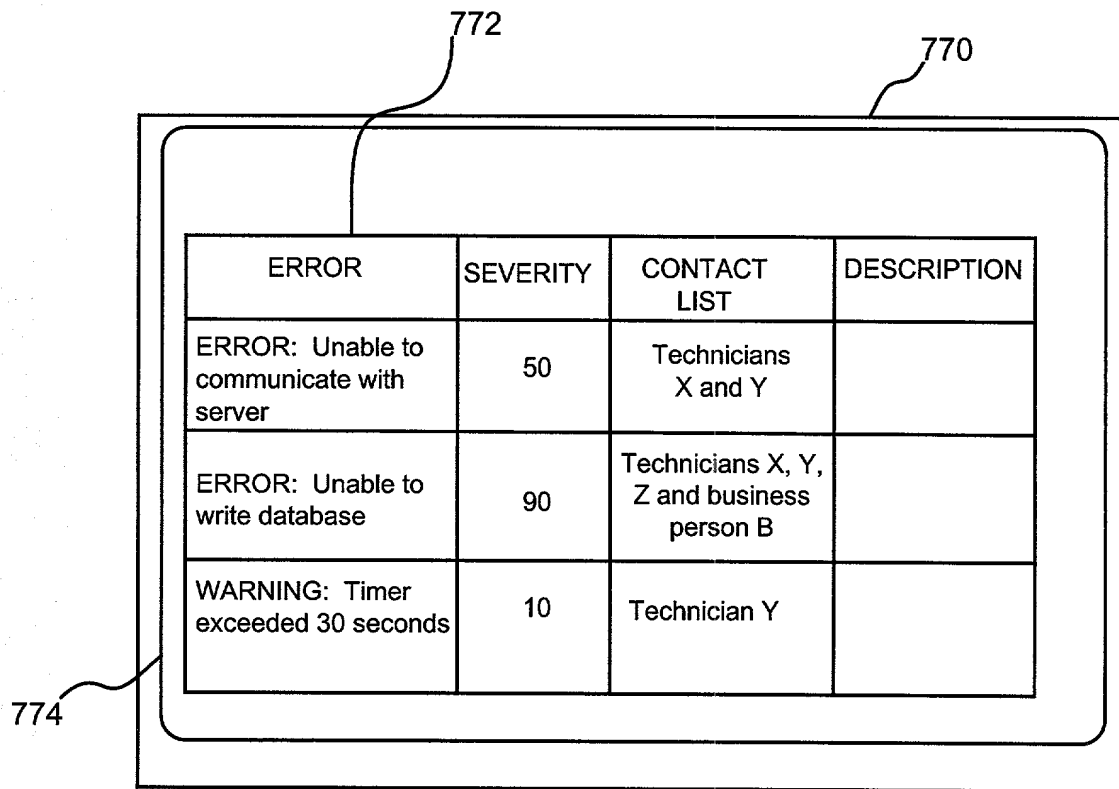 772
770
ERROR
SEVERITY
CONTACT
LIST
DESCRIPTION
ERROR: Unable to
communicate with
server
50
Technicians
X and Y
ERROR: Unable to
write database
90
Technicians X, Y,
Z and business
person B
WARNING: Timer
exceeded 30 seconds
10
Technician Y
774